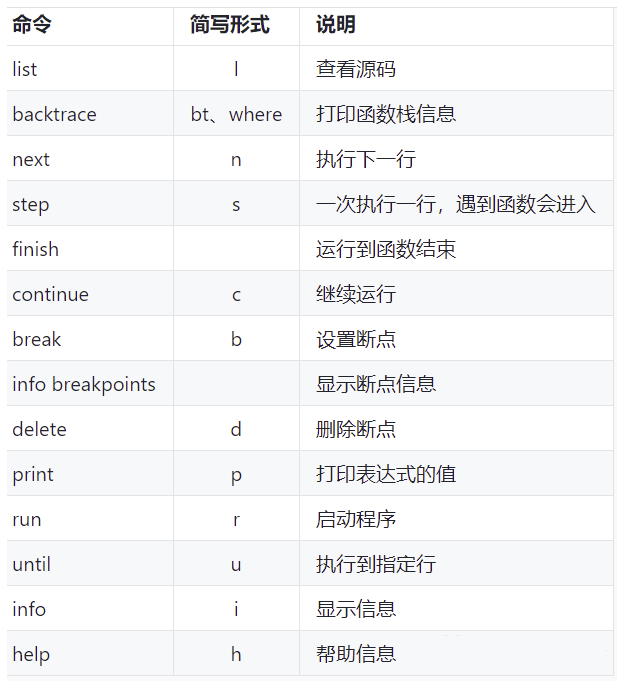 命令 简写形式 说明
list l 查看源码
backtrace bt、where 打印函数栈信息
next n 执行下一行
step s 一次执行一行，遇到函数会进入
finish 运行到函数结束
continue c 继续运行
break b 设置断点
info breakpoints 显示断点信息
delete d 删除断点
print p 打印表达式的值
run r 启动程序
until u 执行到指定行
info i 显示信息
help h 帮助信息